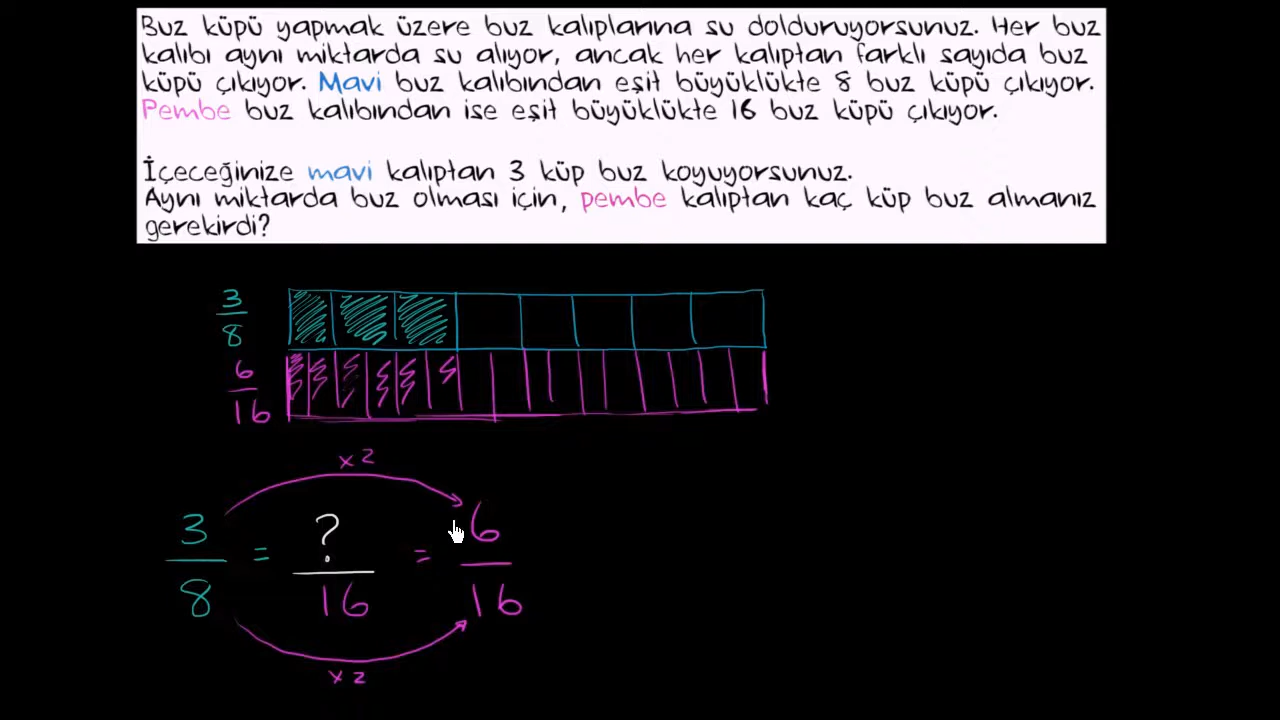 Buz küpü yapmak üzere buz kalıplarına su dolduruyorsunuz. Her buz
kalıbı aynı miktarda su alıyor, ancak her kalıptan farklı sayıda buz
küpü çıkıyor. Mavi buz kalıbından eşit büyüklükte 8 buz küpü çıkıyor.
Pembe buz kalıbından ise eşit büyüklükte 16 buz küpü çıkıyor.
İçeceğinize mavi kalıptan 3 küp buz koyuyorsunuz.
Aynı miktarda buz olması için, pembe kalıptan kaç küp buz almanız
gerekirdi?
3
8
6
16
x2
3 ? 6
= =
8 16 16
x2